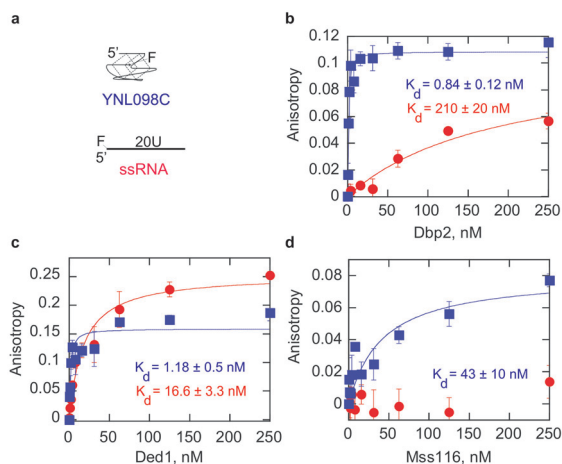 a
5' F
YNL098C
F 20U
5'
ssRNA
b
0.12
0.1
0.08
0.06
0.04
0.02
0
Anisotropy
K_d = 0.84 ± 0.12 nM
K_d = 210 ± 20 nM
0 50 100 150 200 250
Dbp2, nM
c
0.25
0.2
0.15
0.1
0.05
0
Anisotropy
K_d = 1.18 ± 0.5 nM
K_d = 16.6 ± 3.3 nM
0 50 100 150 200 250
Ded1, nM
d
0.08
0.06
0.04
0.02
0
Anisotropy
K_d = 43 ± 10 nM
0 50 100 150 200 250
Mss116, nM